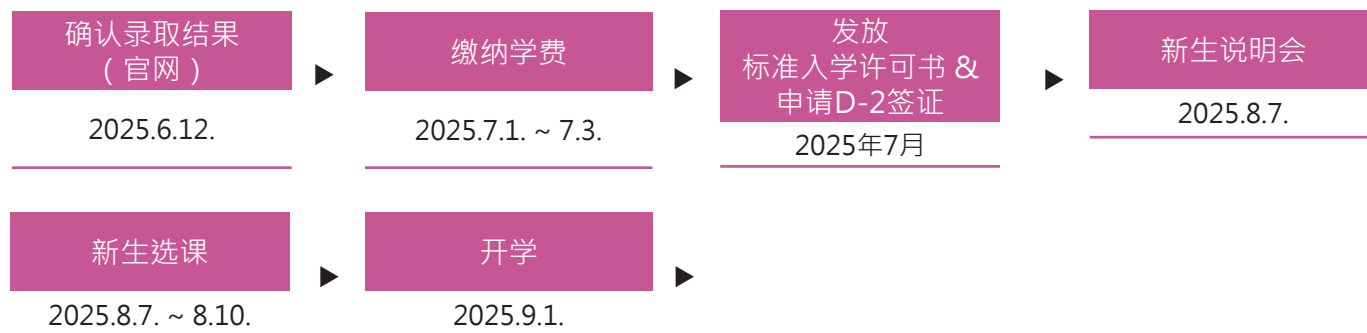 确认录取结果
（官网）
2025.6.12.
▶
缴纳学费
2025.7.1. ~ 7.3.
▶
发放
标准入学许可书 &
申请D-2签证
2025年7月
▶
新生说明会
2025.8.7.
新生选课
2025.8.7. ~ 8.10.
▶
开学
2025.9.1.
▶